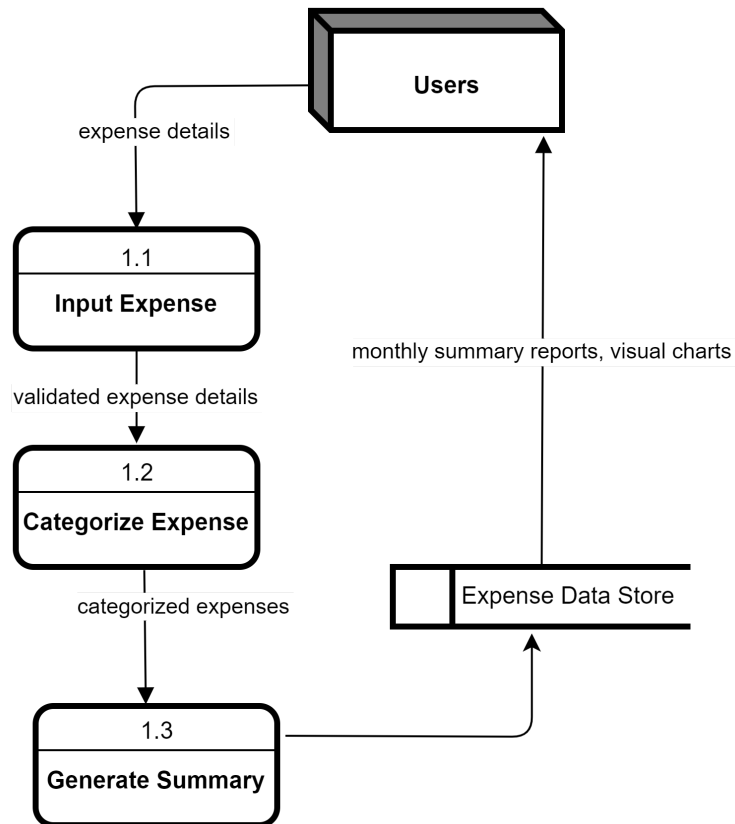 Users
expense details
1.1
Input Expense
monthly summary reports, visual charts
validated expense details
1.2
Categorize Expense
Expense Data Store
categorized expenses
1.3
Generate Summary